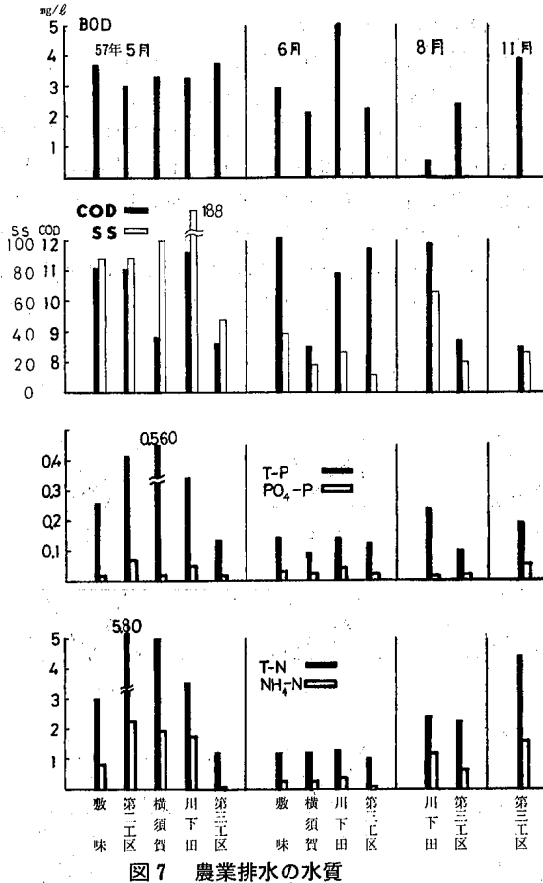 mg/ℓ
BOD
57年5月 6月 8月 11月
5
4
3
2
1
COD
SS
188
SS COD
100 12
80 11
60 10
40 9
20 8
0
0.560
T-P
PO₄-P
0.4
0.3
0.2
0.1
5.80
T-N
NH₄-N
5
4
3
2
1
敷味 第二工区 横須賀 川下田 第三工区 敷味 横須賀 川下田 第三工区 川下田 第三工区 第三工区
図7 農業排水の水質